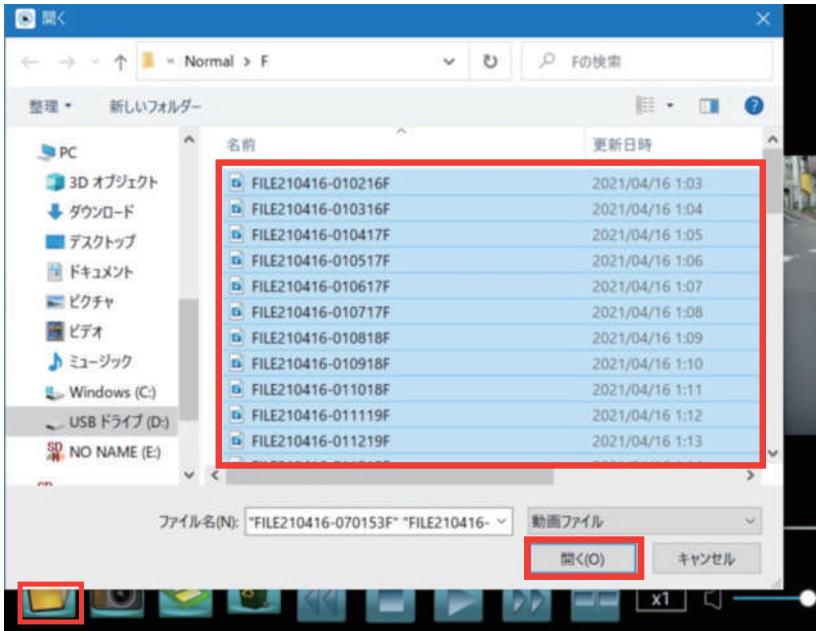 開く
Normal > F
Fの検索
整理
新しいフォルダー
PC
3D オブジェクト
ダウンロード
デスクトップ
ドキュメント
ピクチャ
ビデオ
ミュージック
Windows (C:)
USB ドライブ (D:)
SD NO NAME (E:)
名前 更新日時
FILE210416-010216F 2021/04/16 1:03
FILE210416-010316F 2021/04/16 1:04
FILE210416-010417F 2021/04/16 1:05
FILE210416-010517F 2021/04/16 1:06
FILE210416-010617F 2021/04/16 1:07
FILE210416-010717F 2021/04/16 1:08
FILE210416-010818F 2021/04/16 1:09
FILE210416-010918F 2021/04/16 1:10
FILE210416-011018F 2021/04/16 1:11
FILE210416-011119F 2021/04/16 1:12
FILE210416-011219F 2021/04/16 1:13
ファイル名(N): "FILE210416-070153F" "FILE210416-
動画ファイル
開く(O) キャンセル
x1